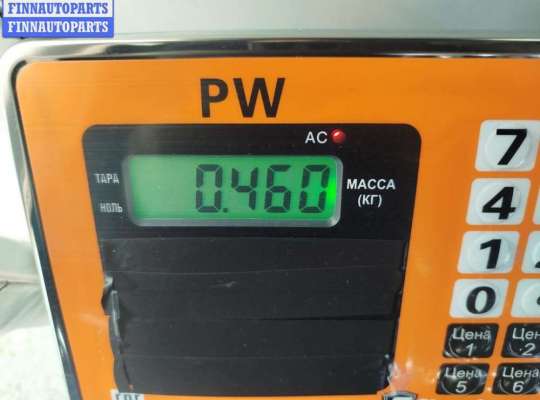 FINNAUTOPARTS
FINNAUTOPARTS
PW
AC
ТАРА
НОЛЬ
0.460
МАССА
(КГ)
7
4
1
0
Цена
1
Цена
2
Цена
5
Цена
6